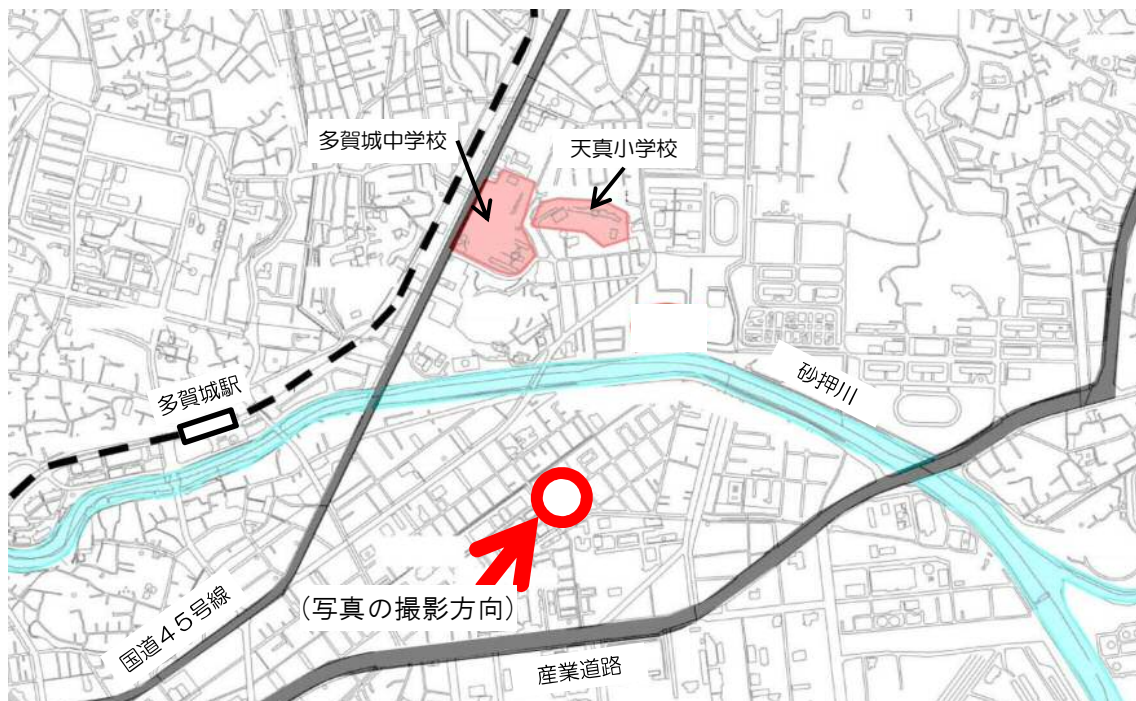 多賀城中学校
天真小学校
多賀城駅
砂押川
(写真の撮影方向)
国道45号線
産業道路